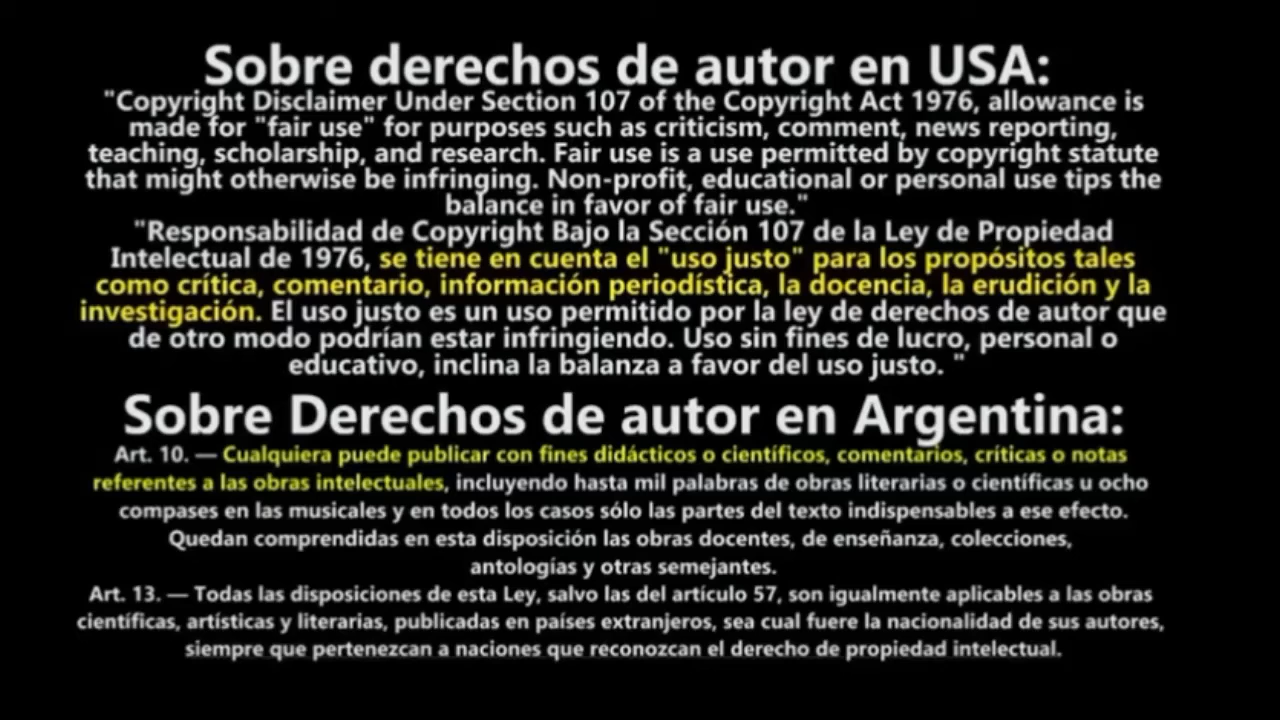 Sobre derechos de autor en USA:
"Copyright Disclaimer Under Section 107 of the Copyright Act 1976, allowance is
made for "fair use" for purposes such as criticism, comment, news reporting,
teaching, scholarship, and research. Fair use is a use permitted by copyright statute
that might otherwise be infringing. Non-profit, educational or personal use tips the
balance in favor of fair use."
"Responsabilidad de Copyright Bajo la Sección 107 de la Ley de Propiedad
Intelectual de 1976, se tiene en cuenta el "uso justo" para los propósitos tales
como crítica, comentario, información periodística, la docencia, la erudición y la
investigación. El uso justo es un uso permitido por la ley de derechos de autor que
de otro modo podrían estar infringiendo. Uso sin fines de lucro, personal o
educativo, inclina la balanza a favor del uso justo. "
Sobre Derechos de autor en Argentina:
Art. 10. — Cualquiera puede publicar con fines didácticos o científicos, comentarios, críticas o notas
referentes a las obras intelectuales, incluyendo hasta mil palabras de obras literarias o científicas u ocho
compases en las musicales y en todos los casos sólo las partes del texto indispensables a ese efecto.
Quedan comprendidas en esta disposición las obras docentes, de enseñanza, colecciones,
antologías y otras semejantes.
Art. 13. — Todas las disposiciones de esta Ley, salvo las del artículo 57, son igualmente aplicables a las obras
científicas, artísticas y literarias, publicadas en países extranjeros, sea cual fuere la nacionalidad de sus autores,
siempre que pertenezcan a naciones que reconozcan el derecho de propiedad intelectual.